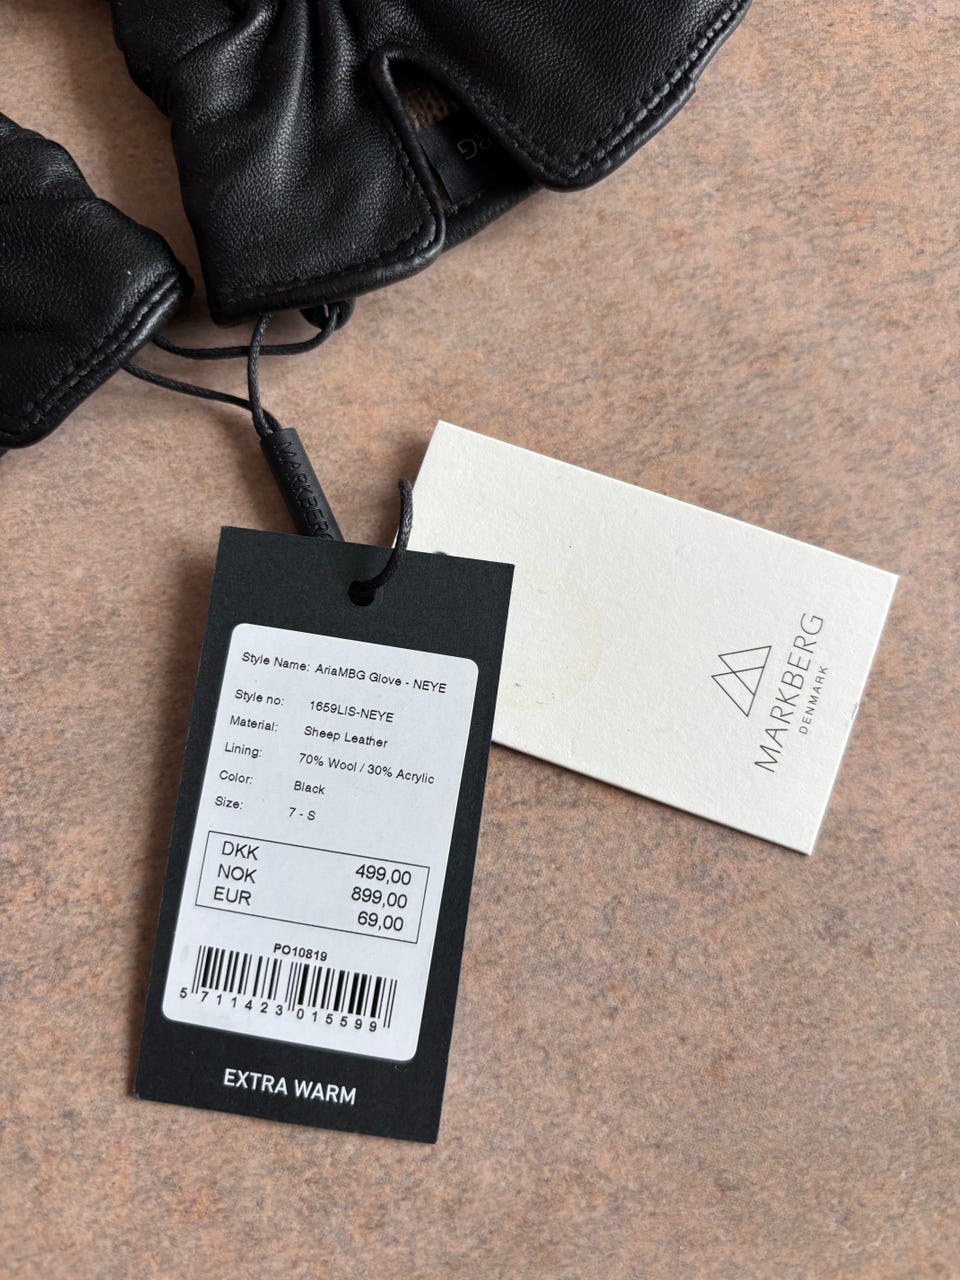 RG
MARKBERG
Style Name: AriaMBG Glove - NEYE
Style no: 1659LIS-NEYE
Material: Sheep Leather
Lining: 70% Wool / 30% Acrylic
Color: Black
Size: 7 - S
DKK 499,00
NOK 899,00
EUR 69,00
PO10819
5 711423 015599
EXTRA WARM
MARKBERG
DENMARK